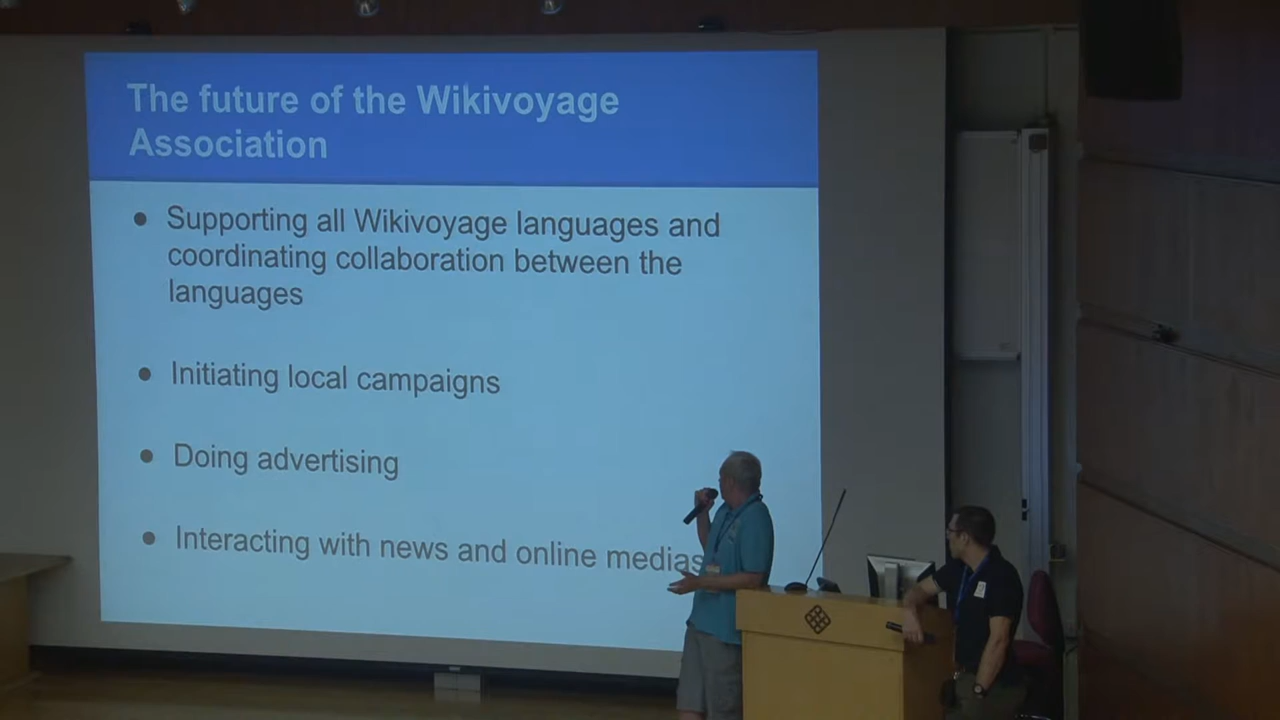 The future of the Wikivoyage
Association
● Supporting all Wikivoyage languages and
coordinating collaboration between the
languages
● Initiating local campaigns
● Doing advertising
● Interacting with news and online medias